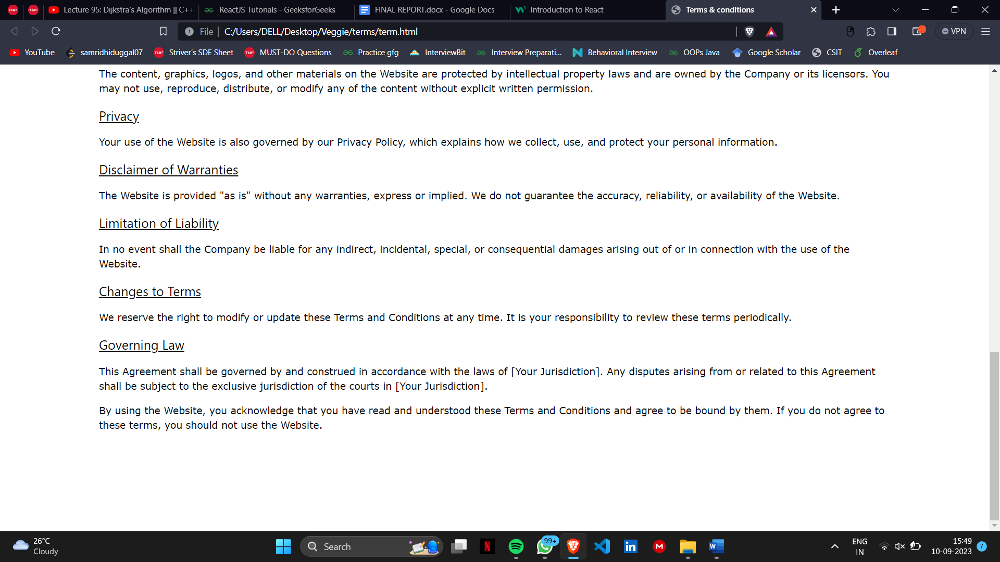 TUF TUF Lecture 95: Dijkstra's Algorithm || C++ ReactJS Tutorials - GeeksforGeeks FINAL REPORT.docx - Google Docs Introduction to React Terms & conditions
File C:/Users/DELL/Desktop/Veggie/terms/term.html VPN
YouTube samridhiduggal07 TUF Striver's SDE Sheet TUF MUST-DO Questions Practice gfg InterviewBit Interview Preparati... Behavioral Interview OOPs Java Google Scholar CSIT Overleaf
The content, graphics, logos, and other materials on the Website are protected by intellectual property laws and are owned by the Company or its licensors. You
may not use, reproduce, distribute, or modify any of the content without explicit written permission.
Privacy
Your use of the Website is also governed by our Privacy Policy, which explains how we collect, use, and protect your personal information.
Disclaimer of Warranties
The Website is provided "as is" without any warranties, express or implied. We do not guarantee the accuracy, reliability, or availability of the Website.
Limitation of Liability
In no event shall the Company be liable for any indirect, incidental, special, or consequential damages arising out of or in connection with the use of the
Website.
Changes to Terms
We reserve the right to modify or update these Terms and Conditions at any time. It is your responsibility to review these terms periodically.
Governing Law
This Agreement shall be governed by and construed in accordance with the laws of [Your Jurisdiction]. Any disputes arising from or related to this Agreement
shall be subject to the exclusive jurisdiction of the courts in [Your Jurisdiction].
By using the Website, you acknowledge that you have read and understood these Terms and Conditions and agree to be bound by them. If you do not agree to
these terms, you should not use the Website.
26°C
Cloudy
Search
99+
ENG
IN
15:49
10-09-2023
7